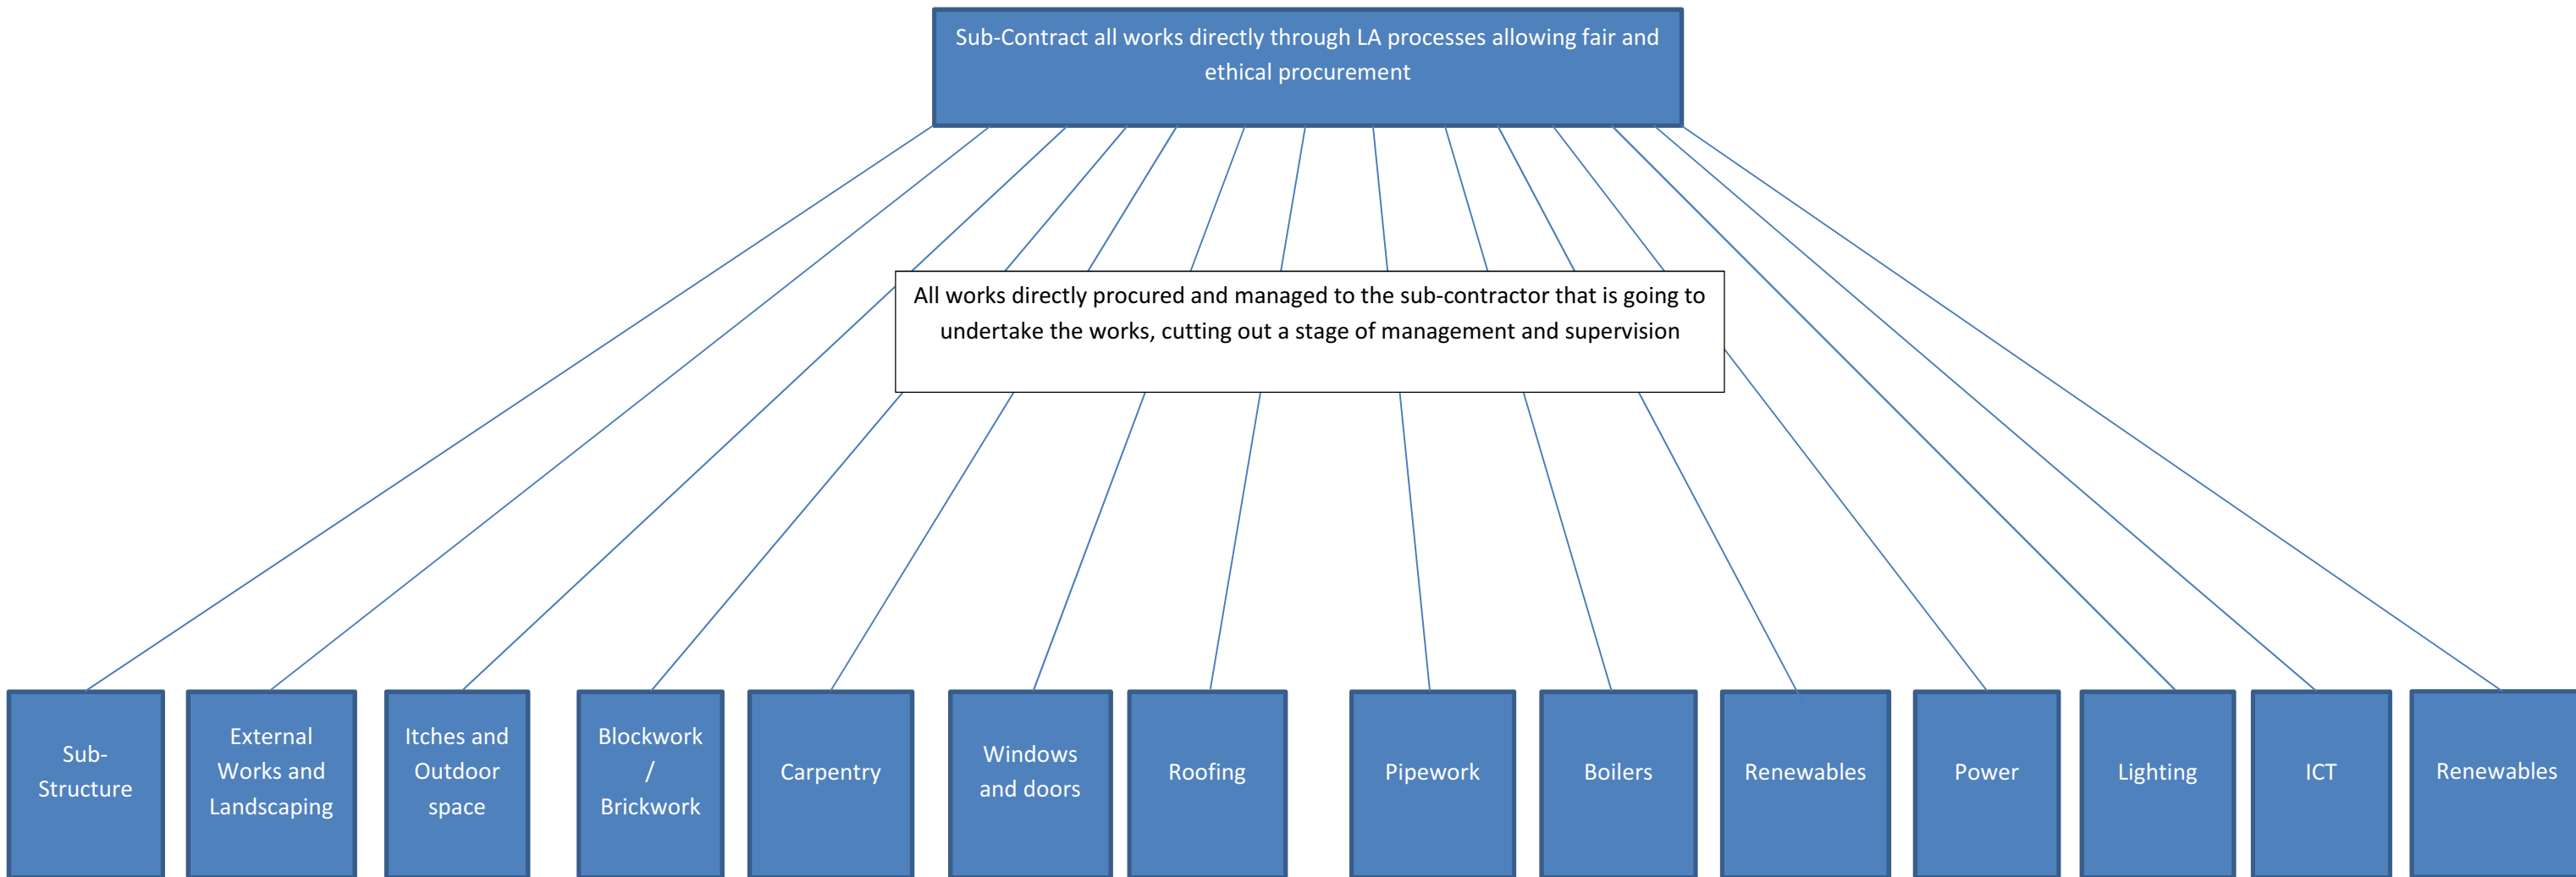 Sub-Contract all works directly through LA processes allowing fair and
ethical procurement
All works directly procured and managed to the sub-contractor that is going to
undertake the works, cutting out a stage of management and supervision
Sub-
Structure
External
Works and
Landscaping
Itches and
Outdoor
space
Blockwork
/
Brickwork
Carpentry
Windows
and doors
Roofing
Pipework
Boilers
Renewables
Power
Lighting
ICT
Renewables